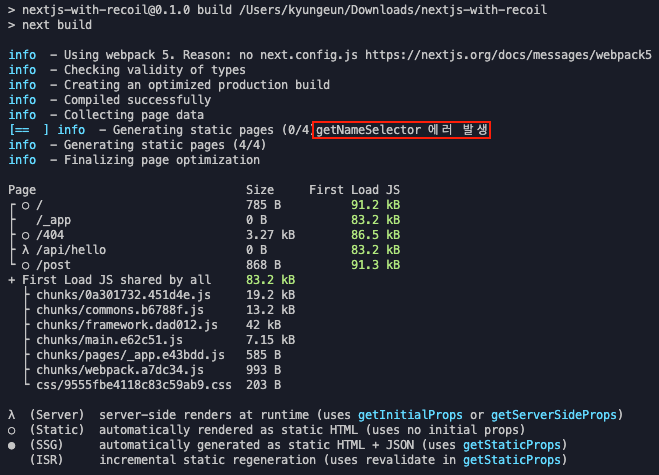 > nextjs-with-recoil@0.1.0 build /Users/kyungeun/Downloads/nextjs-with-recoil
> next build
info  - Using webpack 5. Reason: no next.config.js https://nextjs.org/docs/messages/webpack5
info  - Checking validity of types
info  - Creating an optimized production build
info  - Compiled successfully
info  - Collecting page data
[==  ] info  - Generating static pages (0/4)getNameSelector 에러 발생
info  - Generating static pages (4/4)
info  - Finalizing page optimization
Page                              Size     First Load JS
┌ ○ /                             785 B          91.2 kB
├   /_app                         0 B            83.2 kB
├ ○ /404                          3.27 kB        86.5 kB
├ λ /api/hello                    0 B            83.2 kB
└ ○ /post                         868 B          91.3 kB
+ First Load JS shared by all     83.2 kB
  ├ chunks/0a301732.451d4e.js     19.2 kB
  ├ chunks/commons.b6788f.js      13.2 kB
  ├ chunks/framework.dad012.js    42 kB
  ├ chunks/main.e62c51.js         7.15 kB
  ├ chunks/pages/_app.e43bdd.js   585 B
  ├ chunks/webpack.a7dc34.js      993 B
  └ css/9555fbe4118c83c59ab9.css  203 B
λ  (Server)  server-side renders at runtime (uses getInitialProps or getServerSideProps)
○  (Static)  automatically rendered as static HTML (uses no initial props)
●  (SSG)     automatically generated as static HTML + JSON (uses getStaticProps)
   (ISR)     incremental static regeneration (uses revalidate in getStaticProps)